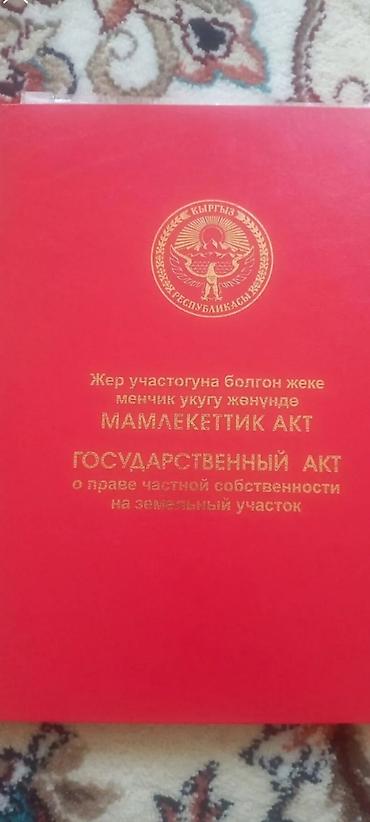 КЫРГЫЗ
РЕСПУБЛИКАСЫ
Жер участогуна болгон жеке
менчик укугу жөнүндө
МАМЛЕКЕТТИК АКТ
ГОСУДАРСТВЕННЫЙ АКТ
о праве частной собственности
на земельный участок